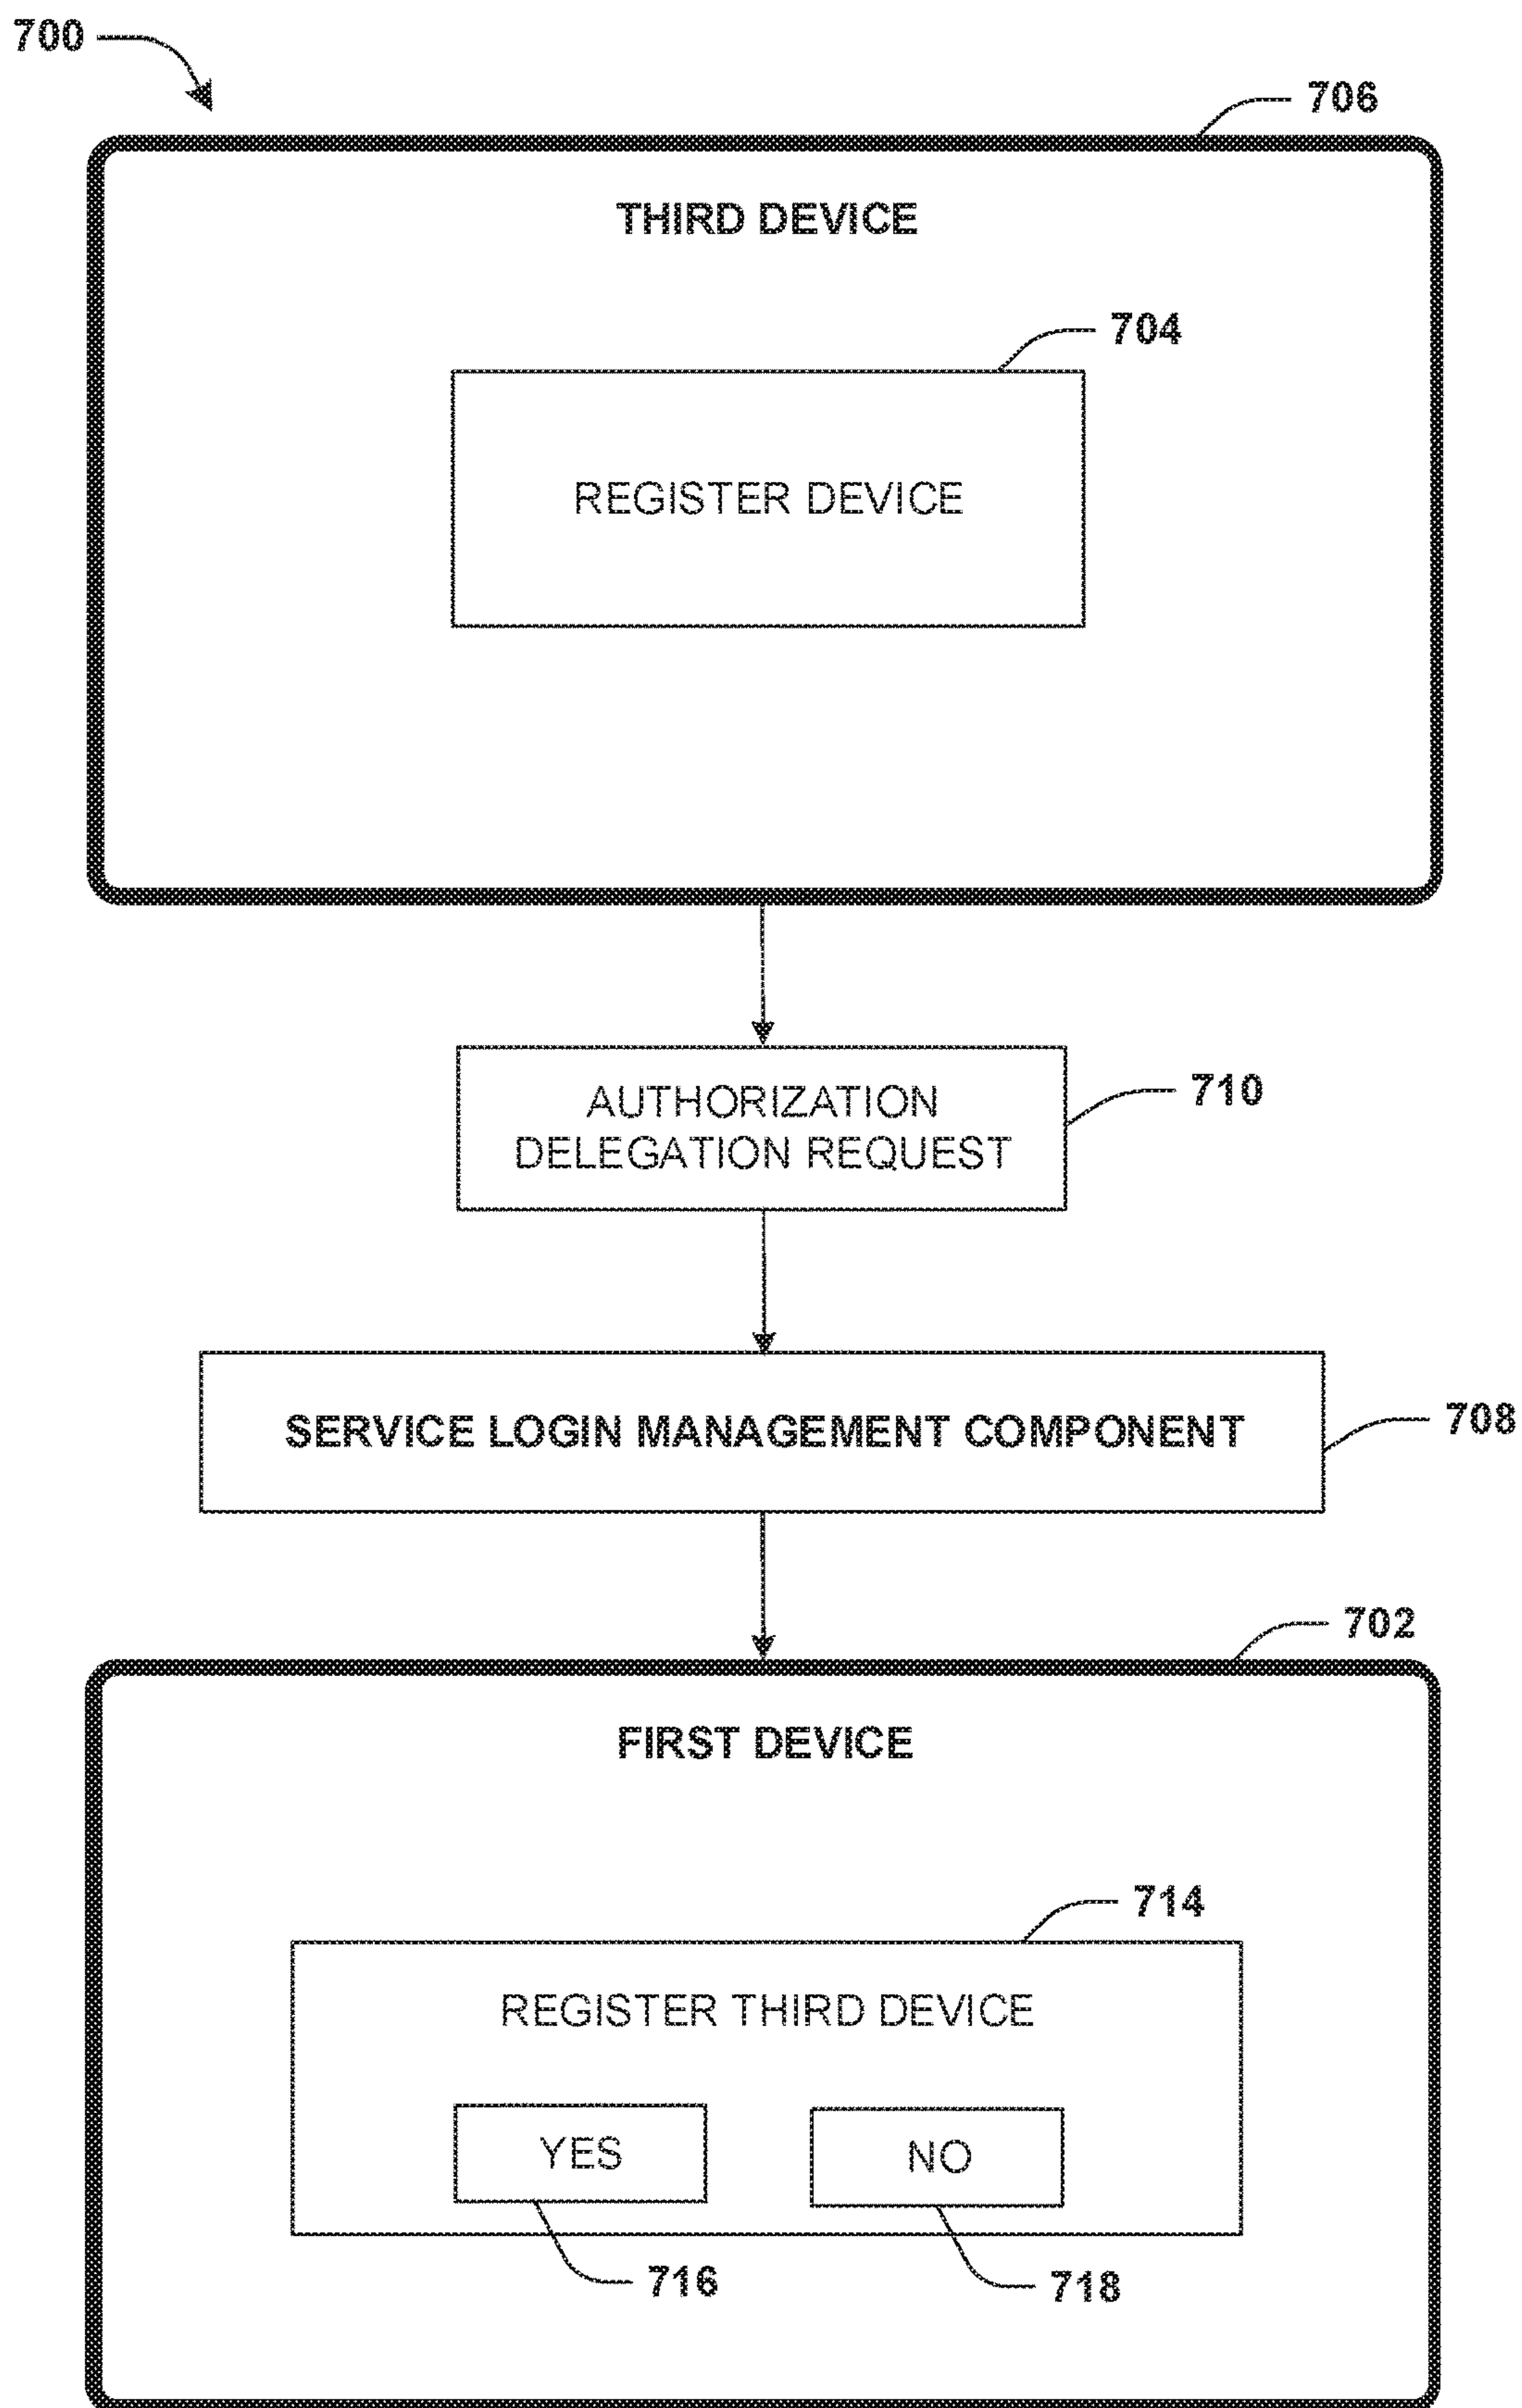 700
706
THIRD DEVICE
704
REGISTER DEVICE
AUTHORIZATION
DELEGATION REQUEST
710
SERVICE LOGIN MANAGEMENT COMPONENT
708
702
FIRST DEVICE
714
REGISTER THIRD DEVICE
YES
NO
716
718